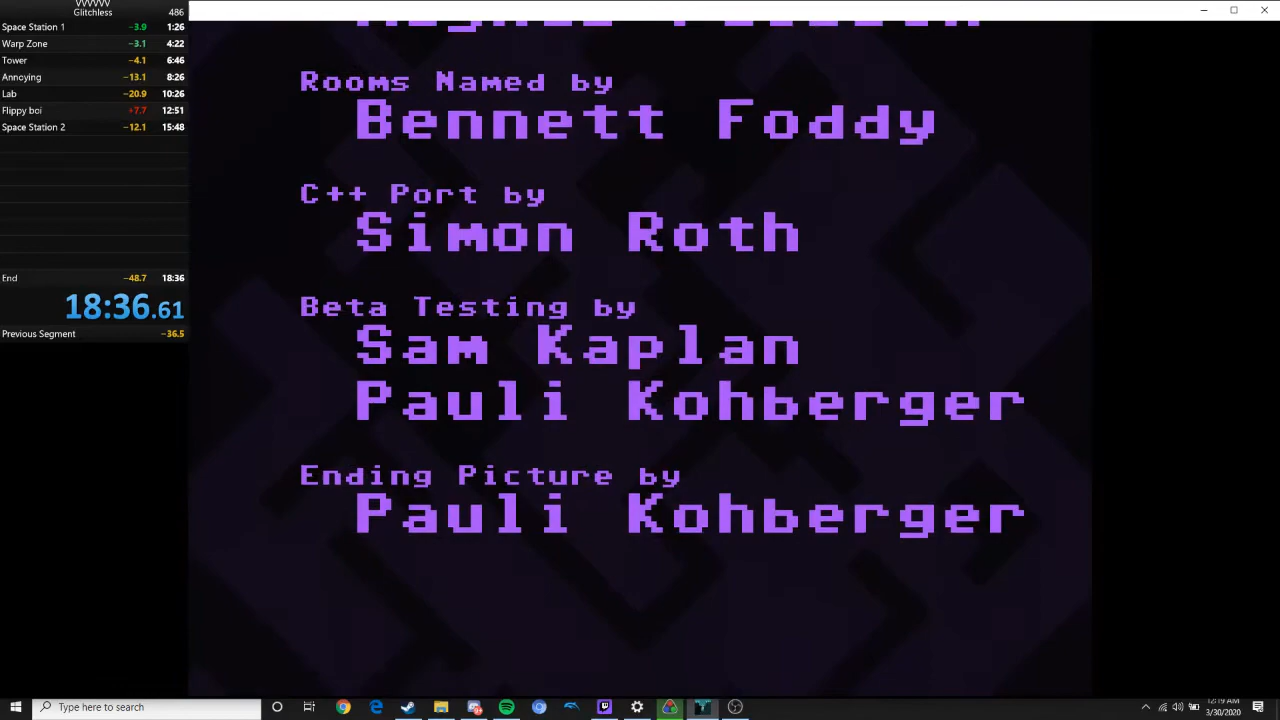 VVVVVV
Glitchless 486
Space Station 1 −3.9 1:26
Warp Zone −3.1 4:22
Tower −4.1 6:46
Annoying −13.1 8:26
Lab −20.9 10:26
Flippy boi +7.7 12:51
Space Station 2 −12.1 15:48
End −48.7 18:36
18:36.61
Previous Segment −36.5
Rooms Named by
Bennett Foddy
C++ Port by
Simon Roth
Beta Testing by
Sam Kaplan
Pauli Kohberger
Ending Picture by
Pauli Kohberger
Type here to search
12:19 AM
3/30/2020